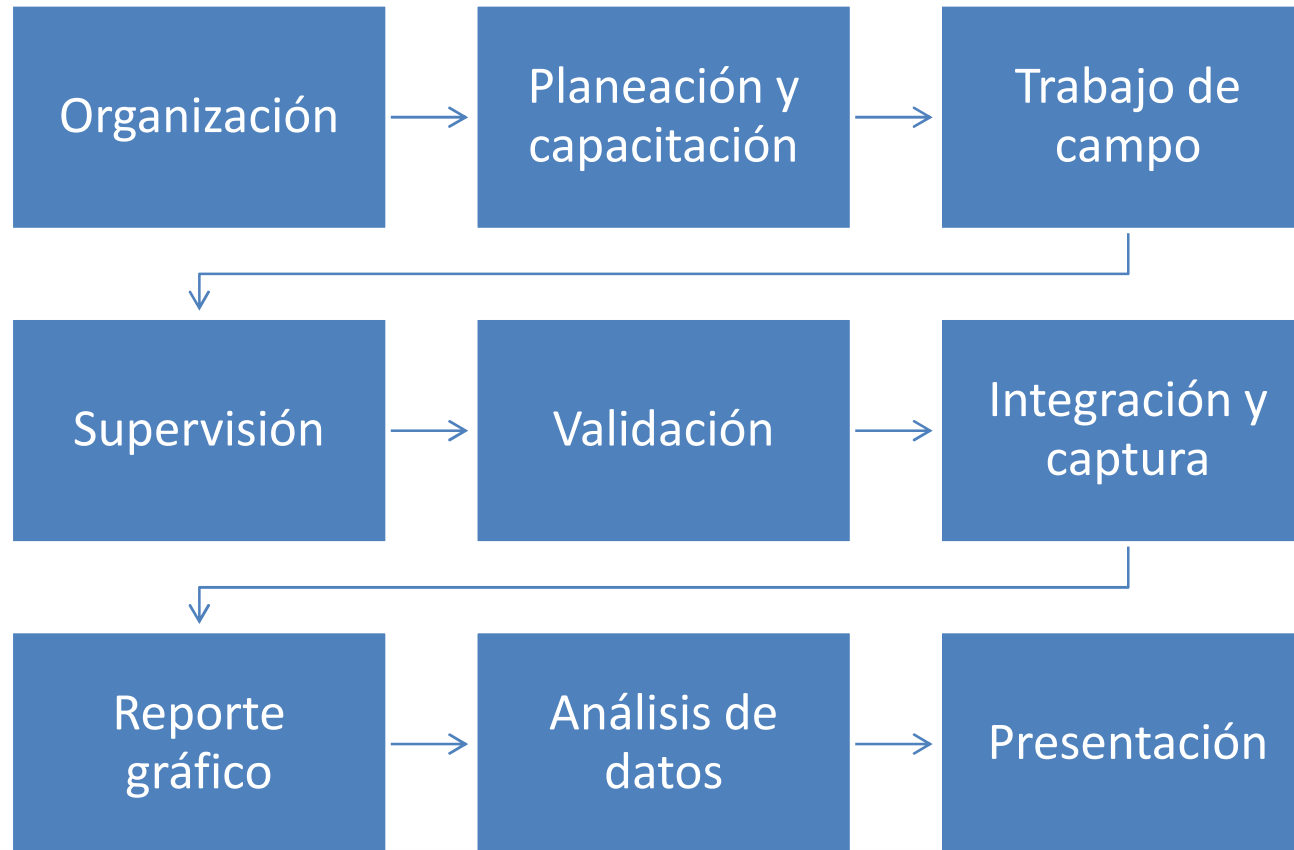 Organización
Planeación y
capacitación
Trabajo de
campo
Supervisión
Validación
Integración y
captura
Reporte
gráfico
Análisis de
datos
Presentación